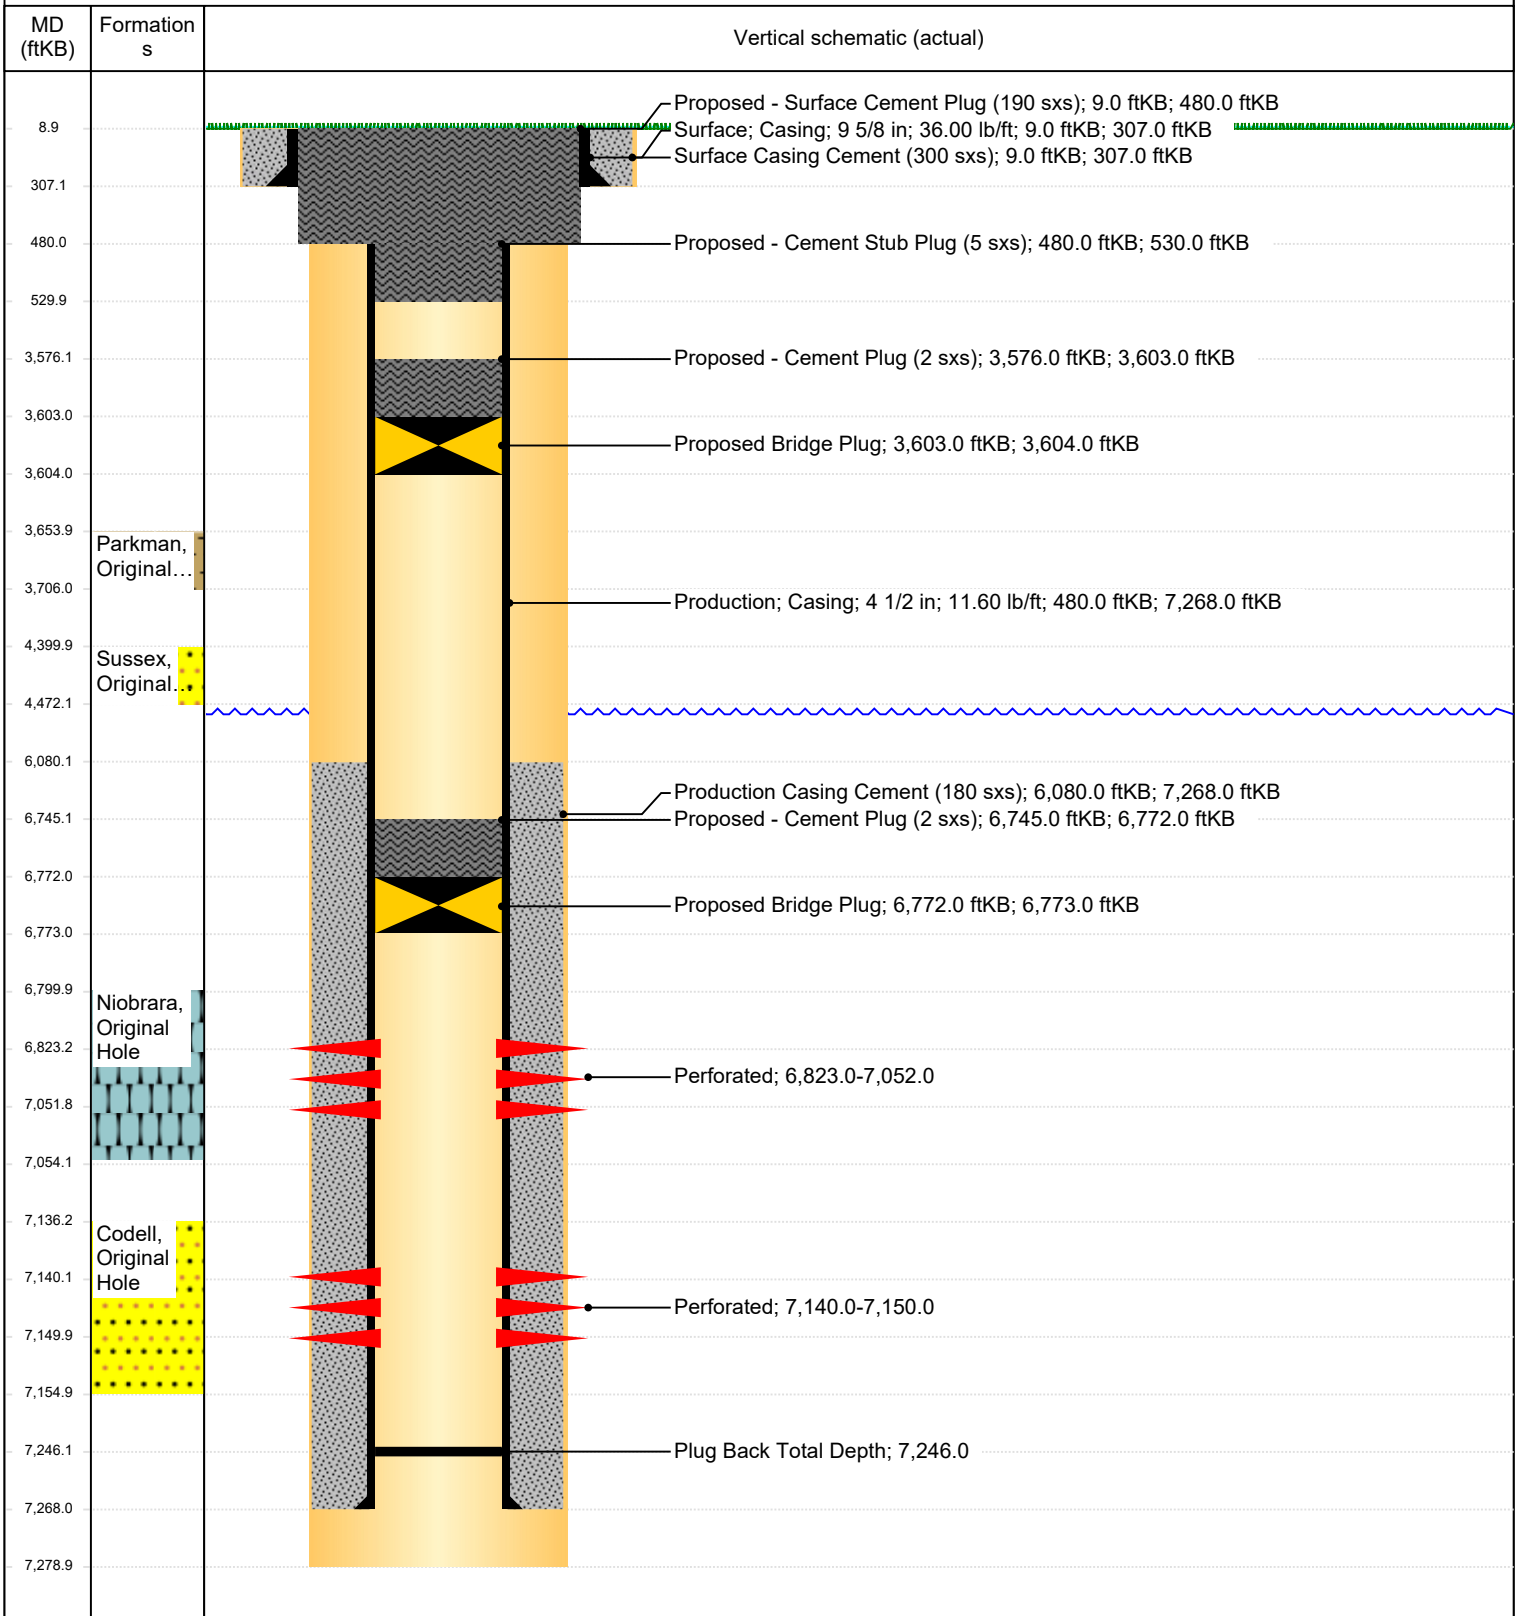 MD
(ftKB)
Formation
s
Vertical schematic (actual)
8.9
307.1
480.0
529.9
3,576.1
3,603.0
3,604.0
3,653.9
3,706.0
4,399.9
4,472.1
6,080.1
6,745.1
6,772.0
6,773.0
6,799.9
6,823.2
7,051.8
7,054.1
7,136.2
7,140.1
7,149.9
7,154.9
7,246.1
7,268.0
7,278.9
Parkman,
Original...
Sussex,
Original...
Niobrara,
Original
Hole
Codell,
Original
Hole
Proposed - Surface Cement Plug (190 sxs); 9.0 ftKB; 480.0 ftKB
Surface; Casing; 9 5/8 in; 36.00 lb/ft; 9.0 ftKB; 307.0 ftKB
Surface Casing Cement (300 sxs); 9.0 ftKB; 307.0 ftKB
Proposed - Cement Stub Plug (5 sxs); 480.0 ftKB; 530.0 ftKB
Proposed - Cement Plug (2 sxs); 3,576.0 ftKB; 3,603.0 ftKB
Proposed Bridge Plug; 3,603.0 ftKB; 3,604.0 ftKB
Production; Casing; 4 1/2 in; 11.60 lb/ft; 480.0 ftKB; 7,268.0 ftKB
Production Casing Cement (180 sxs); 6,080.0 ftKB; 7,268.0 ftKB
Proposed - Cement Plug (2 sxs); 6,745.0 ftKB; 6,772.0 ftKB
Proposed Bridge Plug; 6,772.0 ftKB; 6,773.0 ftKB
Perforated; 6,823.0-7,052.0
Perforated; 7,140.0-7,150.0
Plug Back Total Depth; 7,246.0